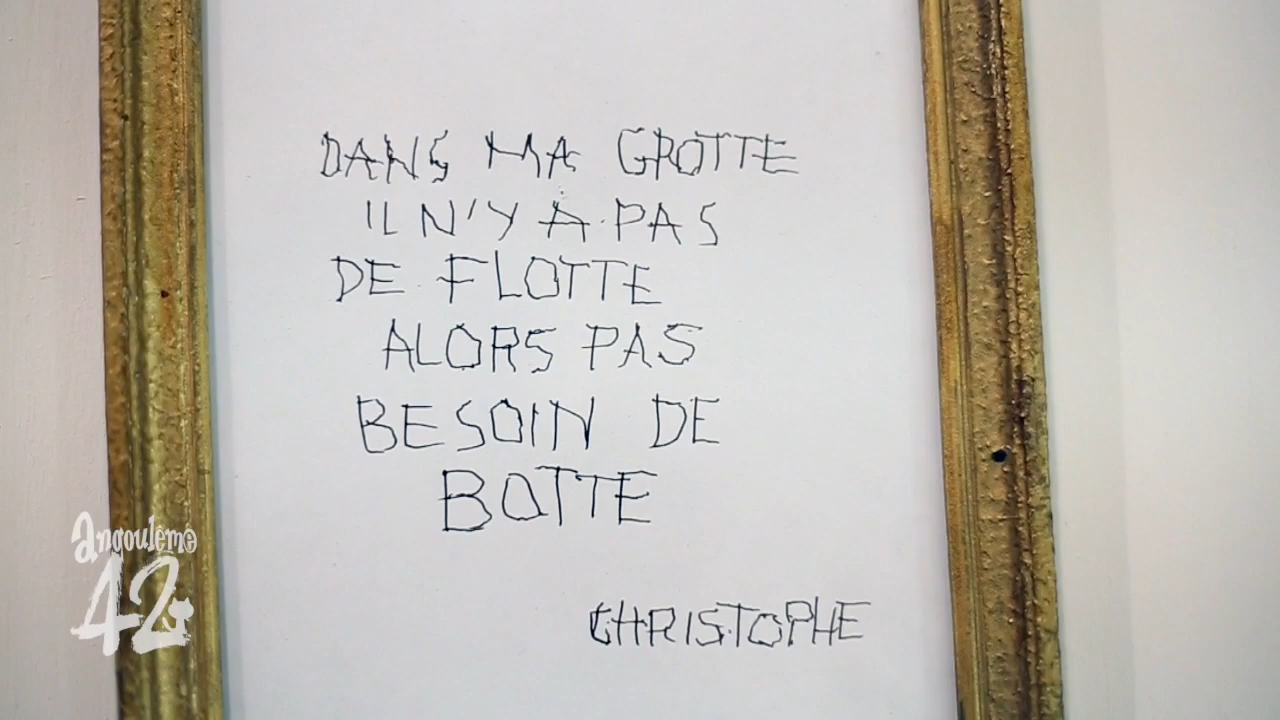 DANS MA GROTTE
IL N'Y A PAS
DE FLOTTE
ALORS PAS
BESOIN DE
BOTTE
CHRISTOPHE
angoulême
42